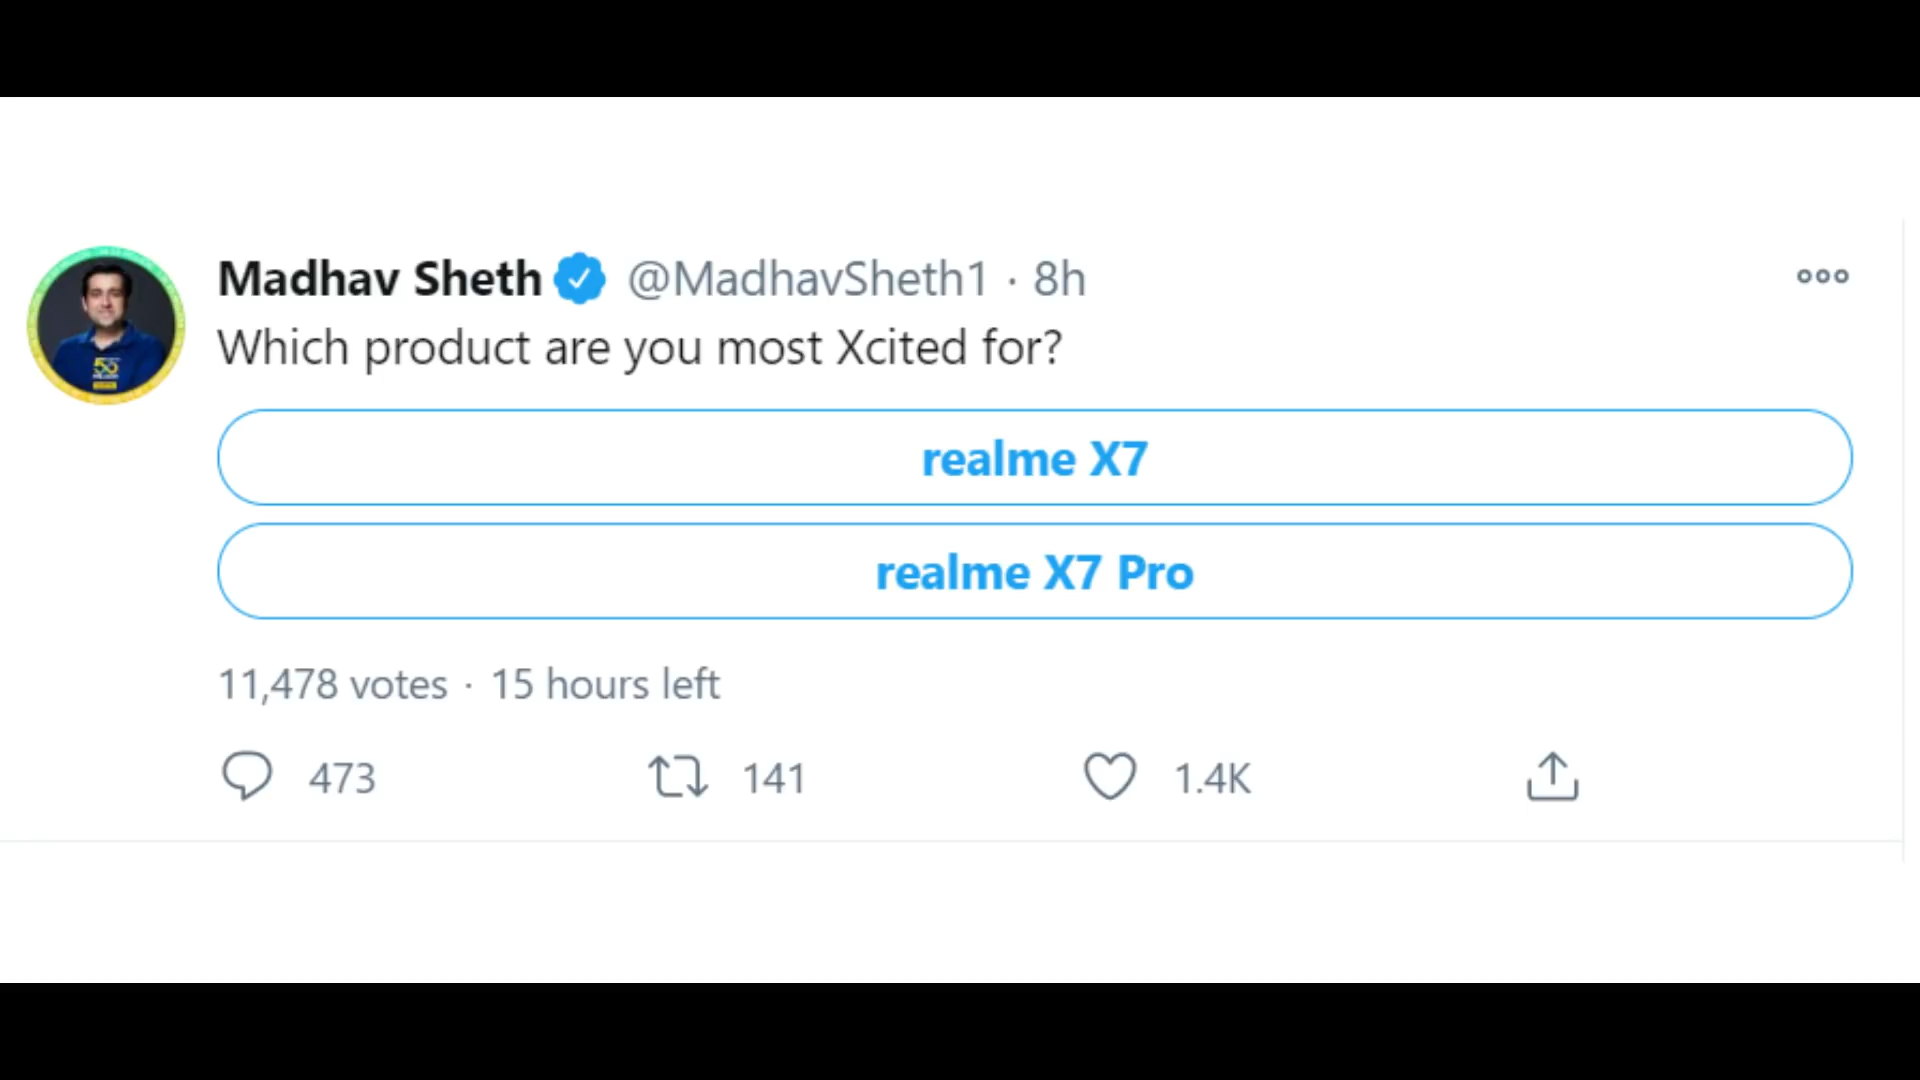 Madhav Sheth @MadhavSheth1 · 8h
Which product are you most Xcited for?
realme X7
realme X7 Pro
11,478 votes · 15 hours left
473 141 1.4K
50